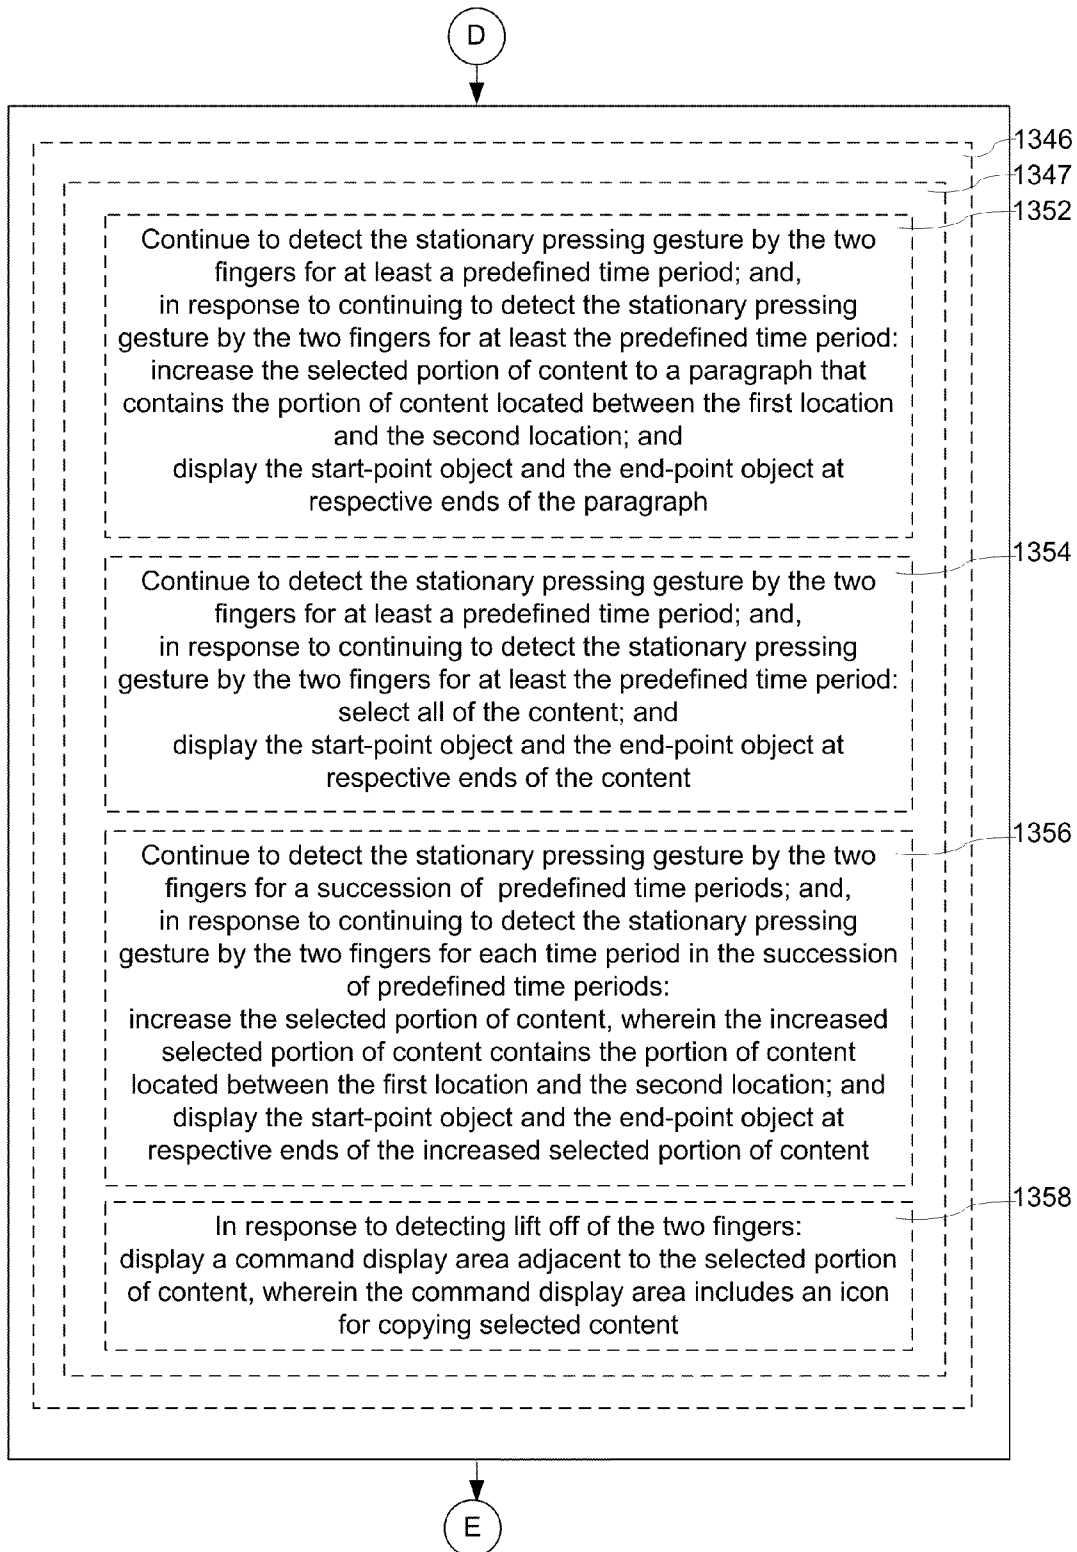 D
1346
1347
1352
Continue to detect the stationary pressing gesture by the two
fingers for at least a predefined time period; and,
in response to continuing to detect the stationary pressing
gesture by the two fingers for at least the predefined time period:
increase the selected portion of content to a paragraph that
contains the portion of content located between the first location
and the second location; and
display the start-point object and the end-point object at
respective ends of the paragraph
1354
Continue to detect the stationary pressing gesture by the two
fingers for at least a predefined time period; and,
in response to continuing to detect the stationary pressing
gesture by the two fingers for at least the predefined time period:
select all of the content; and
display the start-point object and the end-point object at
respective ends of the content
1356
Continue to detect the stationary pressing gesture by the two
fingers for a succession of predefined time periods; and,
in response to continuing to detect the stationary pressing
gesture by the two fingers for each time period in the succession
of predefined time periods:
increase the selected portion of content, wherein the increased
selected portion of content contains the portion of content
located between the first location and the second location; and
display the start-point object and the end-point object at
respective ends of the increased selected portion of content
1358
In response to detecting lift off of the two fingers:
display a command display area adjacent to the selected portion
of content, wherein the command display area includes an icon
for copying selected content
E